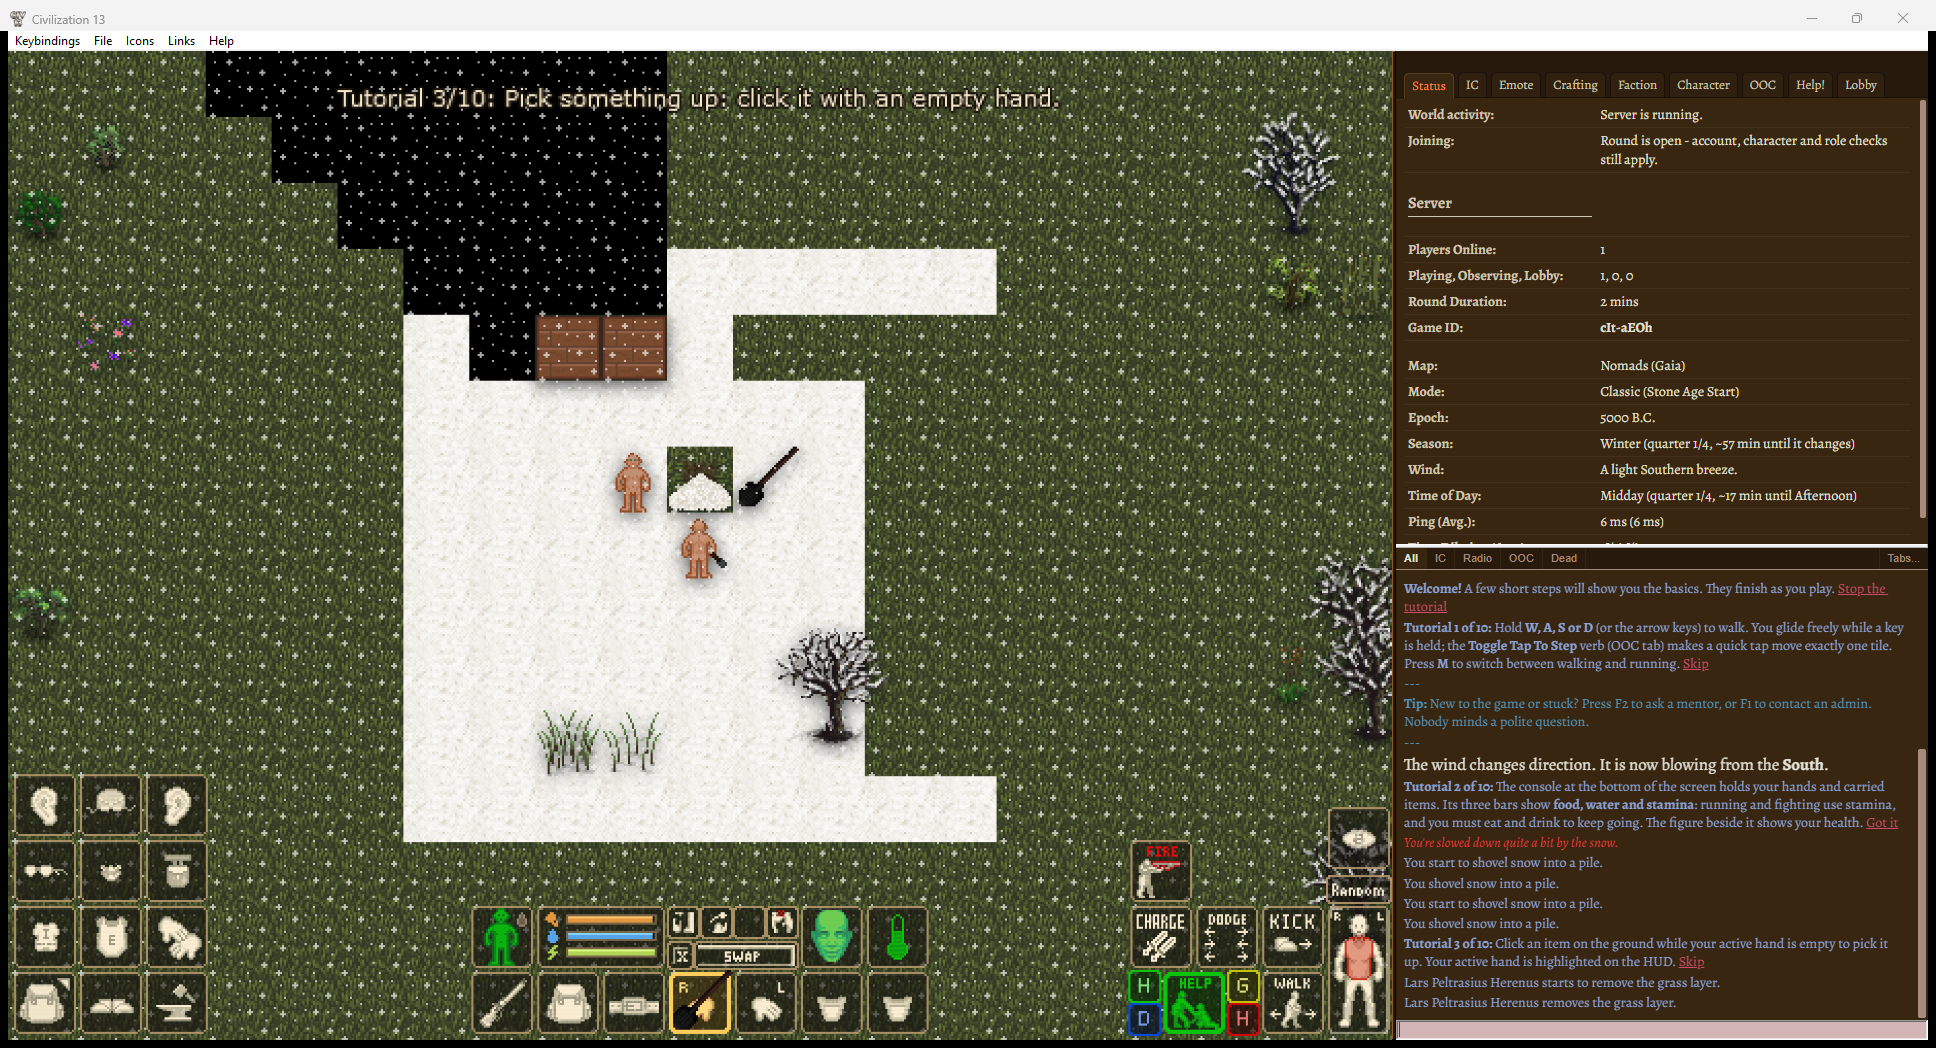 Civilization 13
Keybindings File Icons Links Help
Tutorial 3/10: Pick something up: click it with an empty hand.
Status IC Emote Crafting Faction Character OOC Help! Lobby
World activity: Server is running.
Joining: Round is open - account, character and role checks
still apply.
Server
Players Online: 1
Playing, Observing, Lobby: 1, 0, 0
Round Duration: 2 mins
Game ID: cIt-aEOh
Map: Nomads (Gaia)
Mode: Classic (Stone Age Start)
Epoch: 5000 B.C.
Season: Winter (quarter 1/4, ~57 min until it changes)
Wind: A light Southern breeze.
Time of Day: Midday (quarter 1/4, ~17 min until Afternoon)
Ping (Avg.): 6 ms (6 ms)
All IC Radio OOC Dead Tabs...
Welcome! A few short steps will show you the basics. They finish as you play. Stop the
tutorial
Tutorial 1 of 10: Hold W, A, S or D (or the arrow keys) to walk. You glide freely while a key
is held; the Toggle Tap To Step verb (OOC tab) makes a quick tap move exactly one tile.
Press M to switch between walking and running. Skip
---
Tip: New to the game or stuck? Press F2 to ask a mentor, or F1 to contact an admin.
Nobody minds a polite question.
---
The wind changes direction. It is now blowing from the South.
Tutorial 2 of 10: The console at the bottom of the screen holds your hands and carried
items. Its three bars show food, water and stamina: running and fighting use stamina,
and you must eat and drink to keep going. The figure beside it shows your health. Got it
You're slowed down quite a bit by the snow.
You start to shovel snow into a pile.
You shovel snow into a pile.
You start to shovel snow into a pile.
You shovel snow into a pile.
Tutorial 3 of 10: Click an item on the ground while your active hand is empty to pick it
up. Your active hand is highlighted on the HUD. Skip
Lars Peltrasius Herenus starts to remove the grass layer.
Lars Peltrasius Herenus removes the grass layer.
FIRE
RANDOM
CHARGE DODGE KICK R L
X SWAP
I E
R L
H HELP G WALK
D H